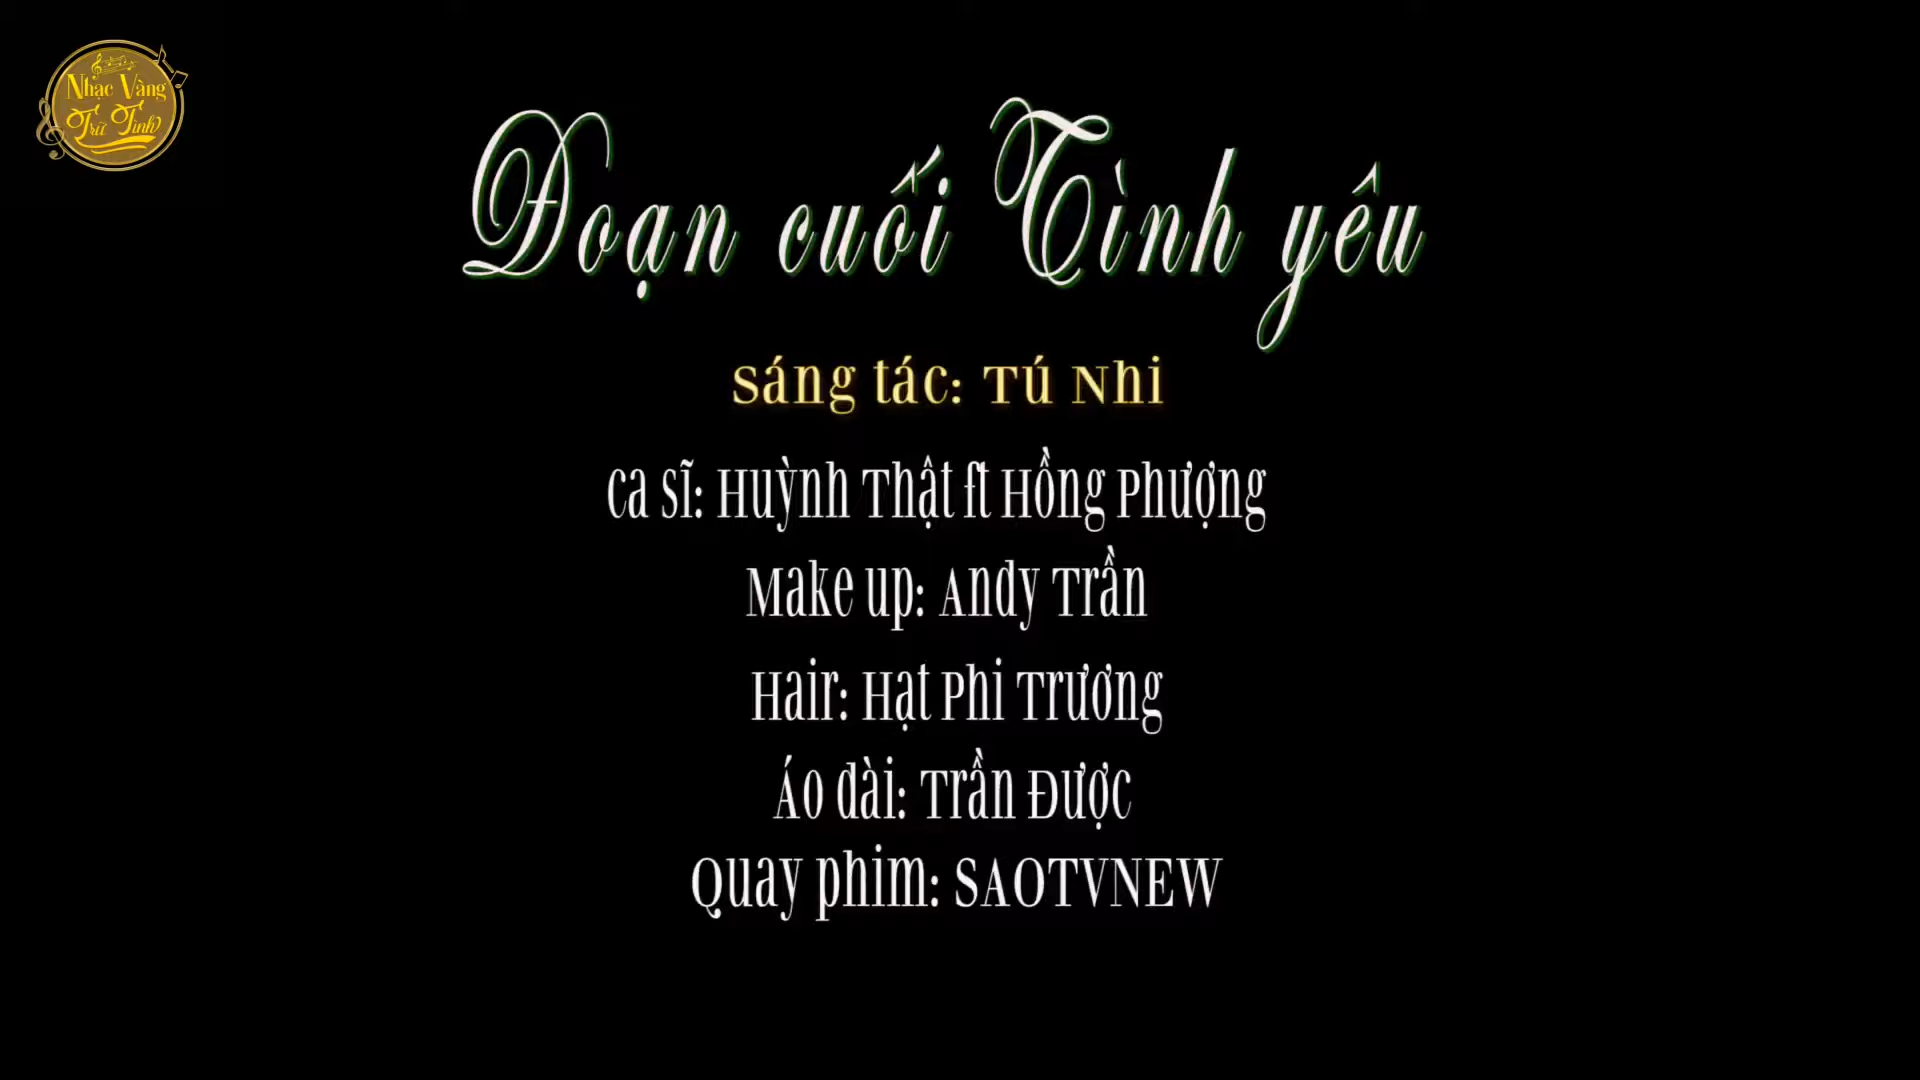 Nhạc Vàng
Trữ Tình
Đoạn cuối Tình yêu
Sáng tác: Tú Nhi
Ca sĩ: Huỳnh Thật ft Hồng Phượng
Make up: Andy Trần
Hair: Hạt Phi Trương
Áo dài: Trần Được
Quay phim: SAOTVNEW